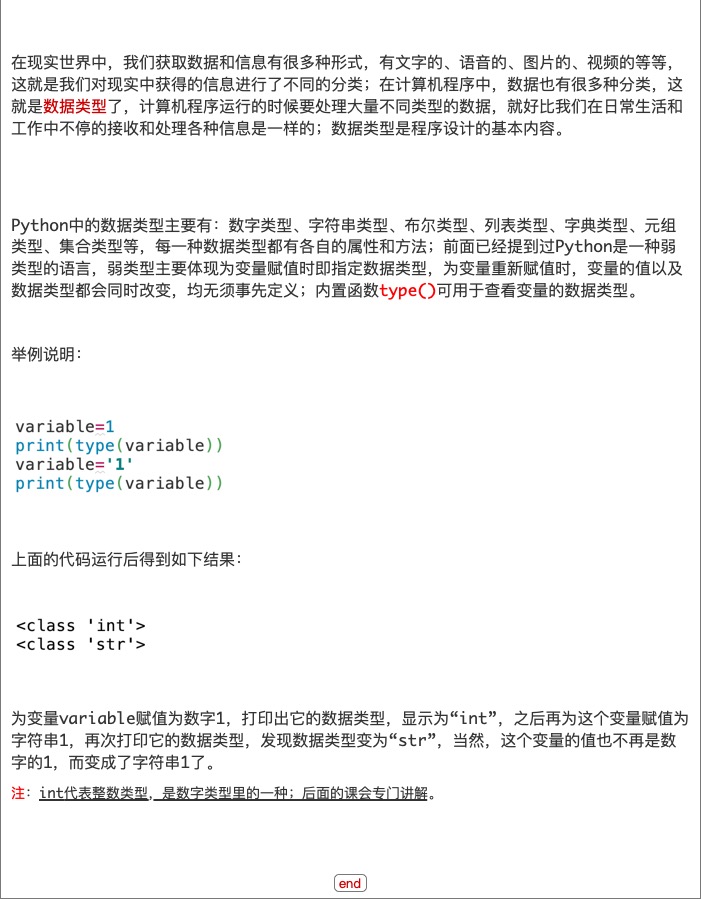 在现实世界中，我们获取数据和信息有很多种形式，有文字的、语音的、图片的、视频的等等，
这就是我们对现实中获得的信息进行了不同的分类；在计算机程序中，数据也有很多种分类，这
就是数据类型了，计算机程序运行的时候要处理大量不同类型的数据，就好比我们在日常生活和
工作中不停的接收和处理各种信息是一样的；数据类型是程序设计的基本内容。
Python中的数据类型主要有：数字类型、字符串类型、布尔类型、列表类型、字典类型、元组
类型、集合类型等，每一种数据类型都有各自的属性和方法；前面已经提到过Python是一种弱
类型的语言，弱类型主要体现为变量赋值时即指定数据类型，为变量重新赋值时，变量的值以及
数据类型都会同时改变，均无须事先定义；内置函数type()可用于查看变量的数据类型。
举例说明：
variable=1
print(type(variable))
variable='1'
print(type(variable))
上面的代码运行后得到如下结果：
<class 'int'>
<class 'str'>
为变量variable赋值为数字1，打印出它的数据类型，显示为“int”，之后再为这个变量赋值为
字符串1，再次打印它的数据类型，发现数据类型变为“str”，当然，这个变量的值也不再是数
字的1，而变成了字符串1了。
注：int代表整数类型，是数字类型里的一种；后面的课会专门讲解。
end